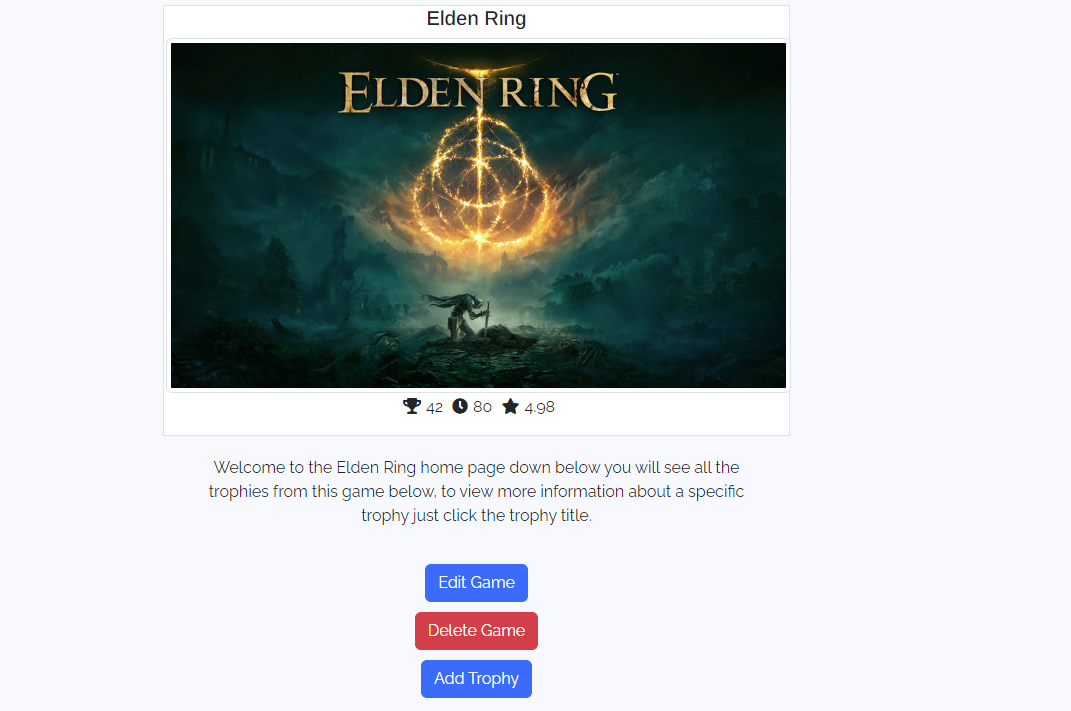 Elden Ring
ELDEN RING
42 80 4.98
Welcome to the Elden Ring home page down below you will see all the
trophies from this game below, to view more information about a specific
trophy just click the trophy title.
Edit Game
Delete Game
Add Trophy